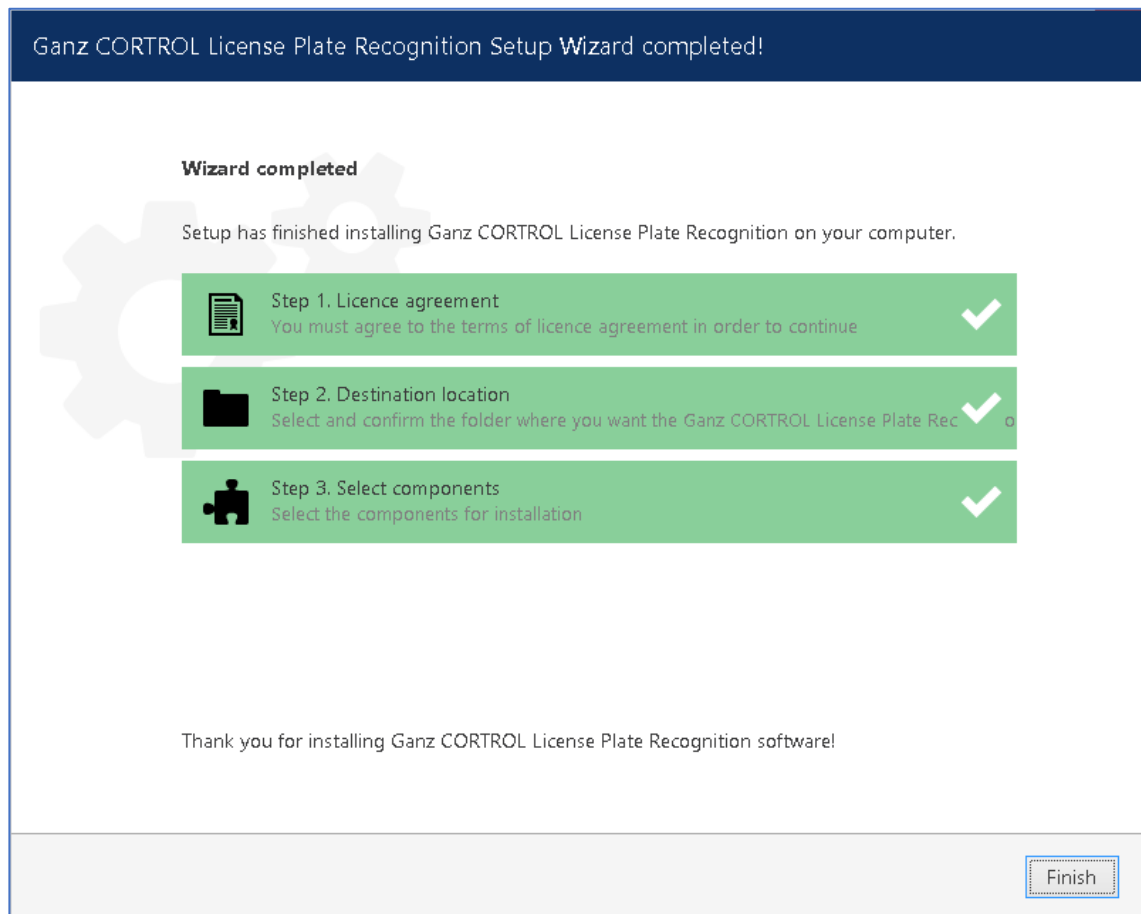 Ganz CORTROL License Plate Recognition Setup Wizard completed!
Wizard completed
Setup has finished installing Ganz CORTROL License Plate Recognition on your computer.
Step 1. Licence agreement
You must agree to the terms of licence agreement in order to continue
Step 2. Destination location
Select and confirm the folder where you want the Ganz CORTROL License Plate
Step 3. Select components
Select the components for installation
Thank you for installing Ganz CORTROL License Plate Recognition software!
Finish